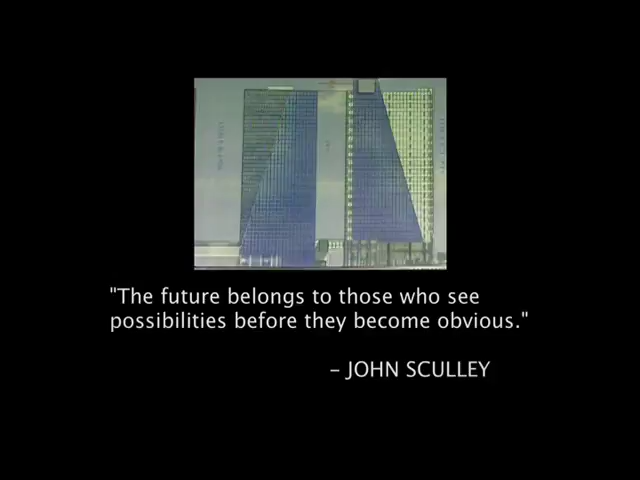 "The future belongs to those who see
possibilities before they become obvious."
– JOHN SCULLEY